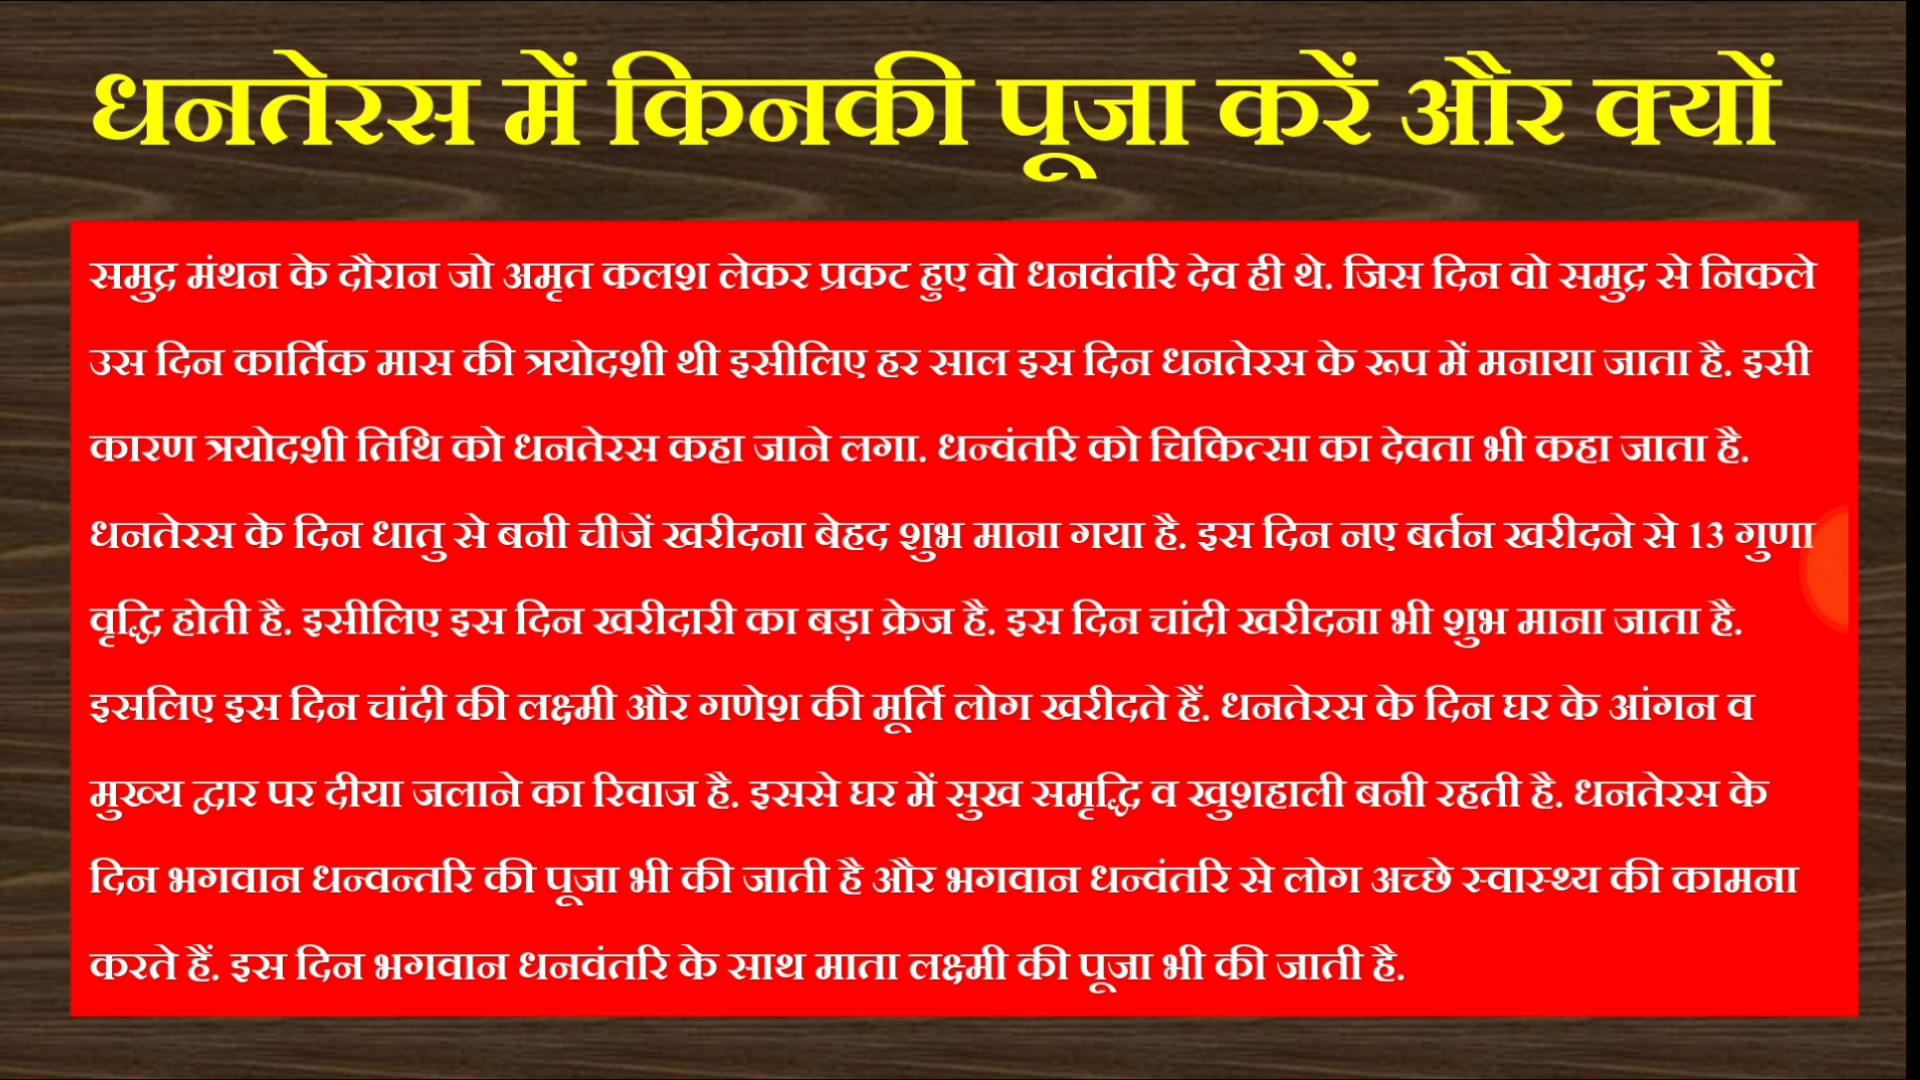 धनतेरस में किनकी पूजा करें और क्यों
समुद्र मंथन के दौरान जो अमृत कलश लेकर प्रकट हुए वो धनवंतरि देव ही थे. जिस दिन वो समुद्र से निकले
उस दिन कार्तिक मास की त्रयोदशी थी इसीलिए हर साल इस दिन धनतेरस के रूप में मनाया जाता है. इसी
कारण त्रयोदशी तिथि को धनतेरस कहा जाने लगा. धन्वंतरि को चिकित्सा का देवता भी कहा जाता है.
धनतेरस के दिन धातु से बनी चीजें खरीदना बेहद शुभ माना गया है. इस दिन नए बर्तन खरीदने से 13 गुणा
वृद्धि होती है. इसीलिए इस दिन खरीदारी का बड़ा क्रेज है. इस दिन चांदी खरीदना भी शुभ माना जाता है.
इसलिए इस दिन चांदी की लक्ष्मी और गणेश की मूर्ति लोग खरीदते हैं. धनतेरस के दिन घर के आंगन व
मुख्य द्वार पर दीया जलाने का रिवाज है. इससे घर में सुख समृद्धि व खुशहाली बनी रहती है. धनतेरस के
दिन भगवान धन्वन्तरि की पूजा भी की जाती है और भगवान धन्वंतरि से लोग अच्छे स्वास्थ्य की कामना
करते हैं. इस दिन भगवान धनवंतरि के साथ माता लक्ष्मी की पूजा भी की जाती है.